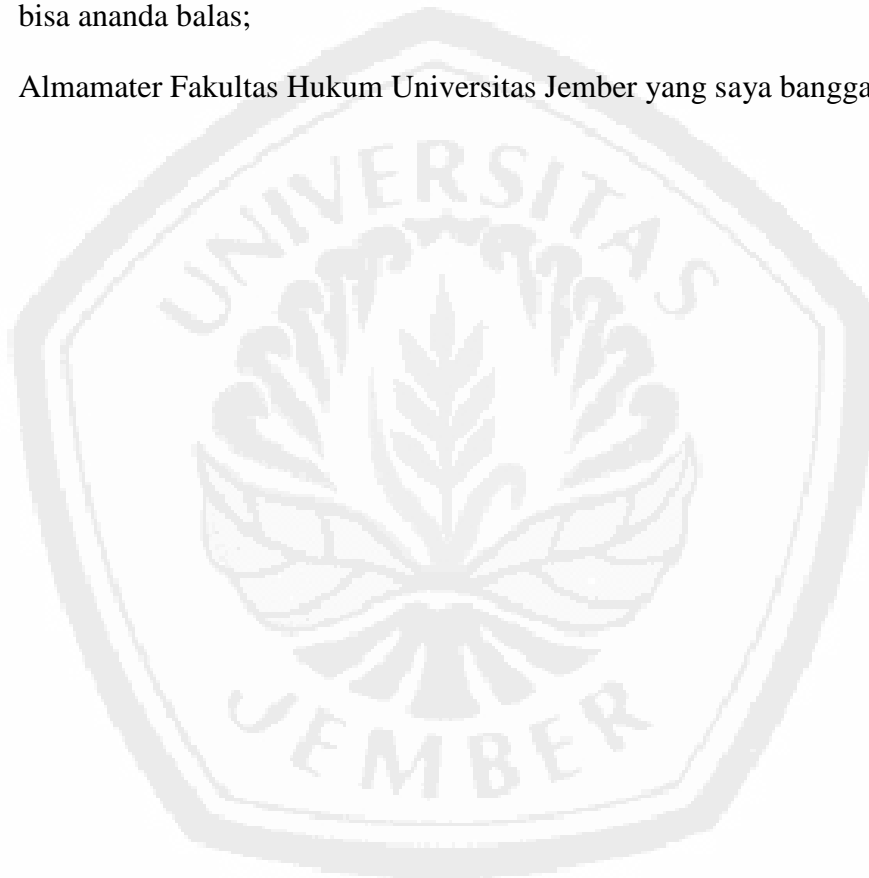 bisa ananda balas;
Almamater Fakultas Hukum Universitas Jember yang saya bangga
UNIVERSITAS
JEMBER